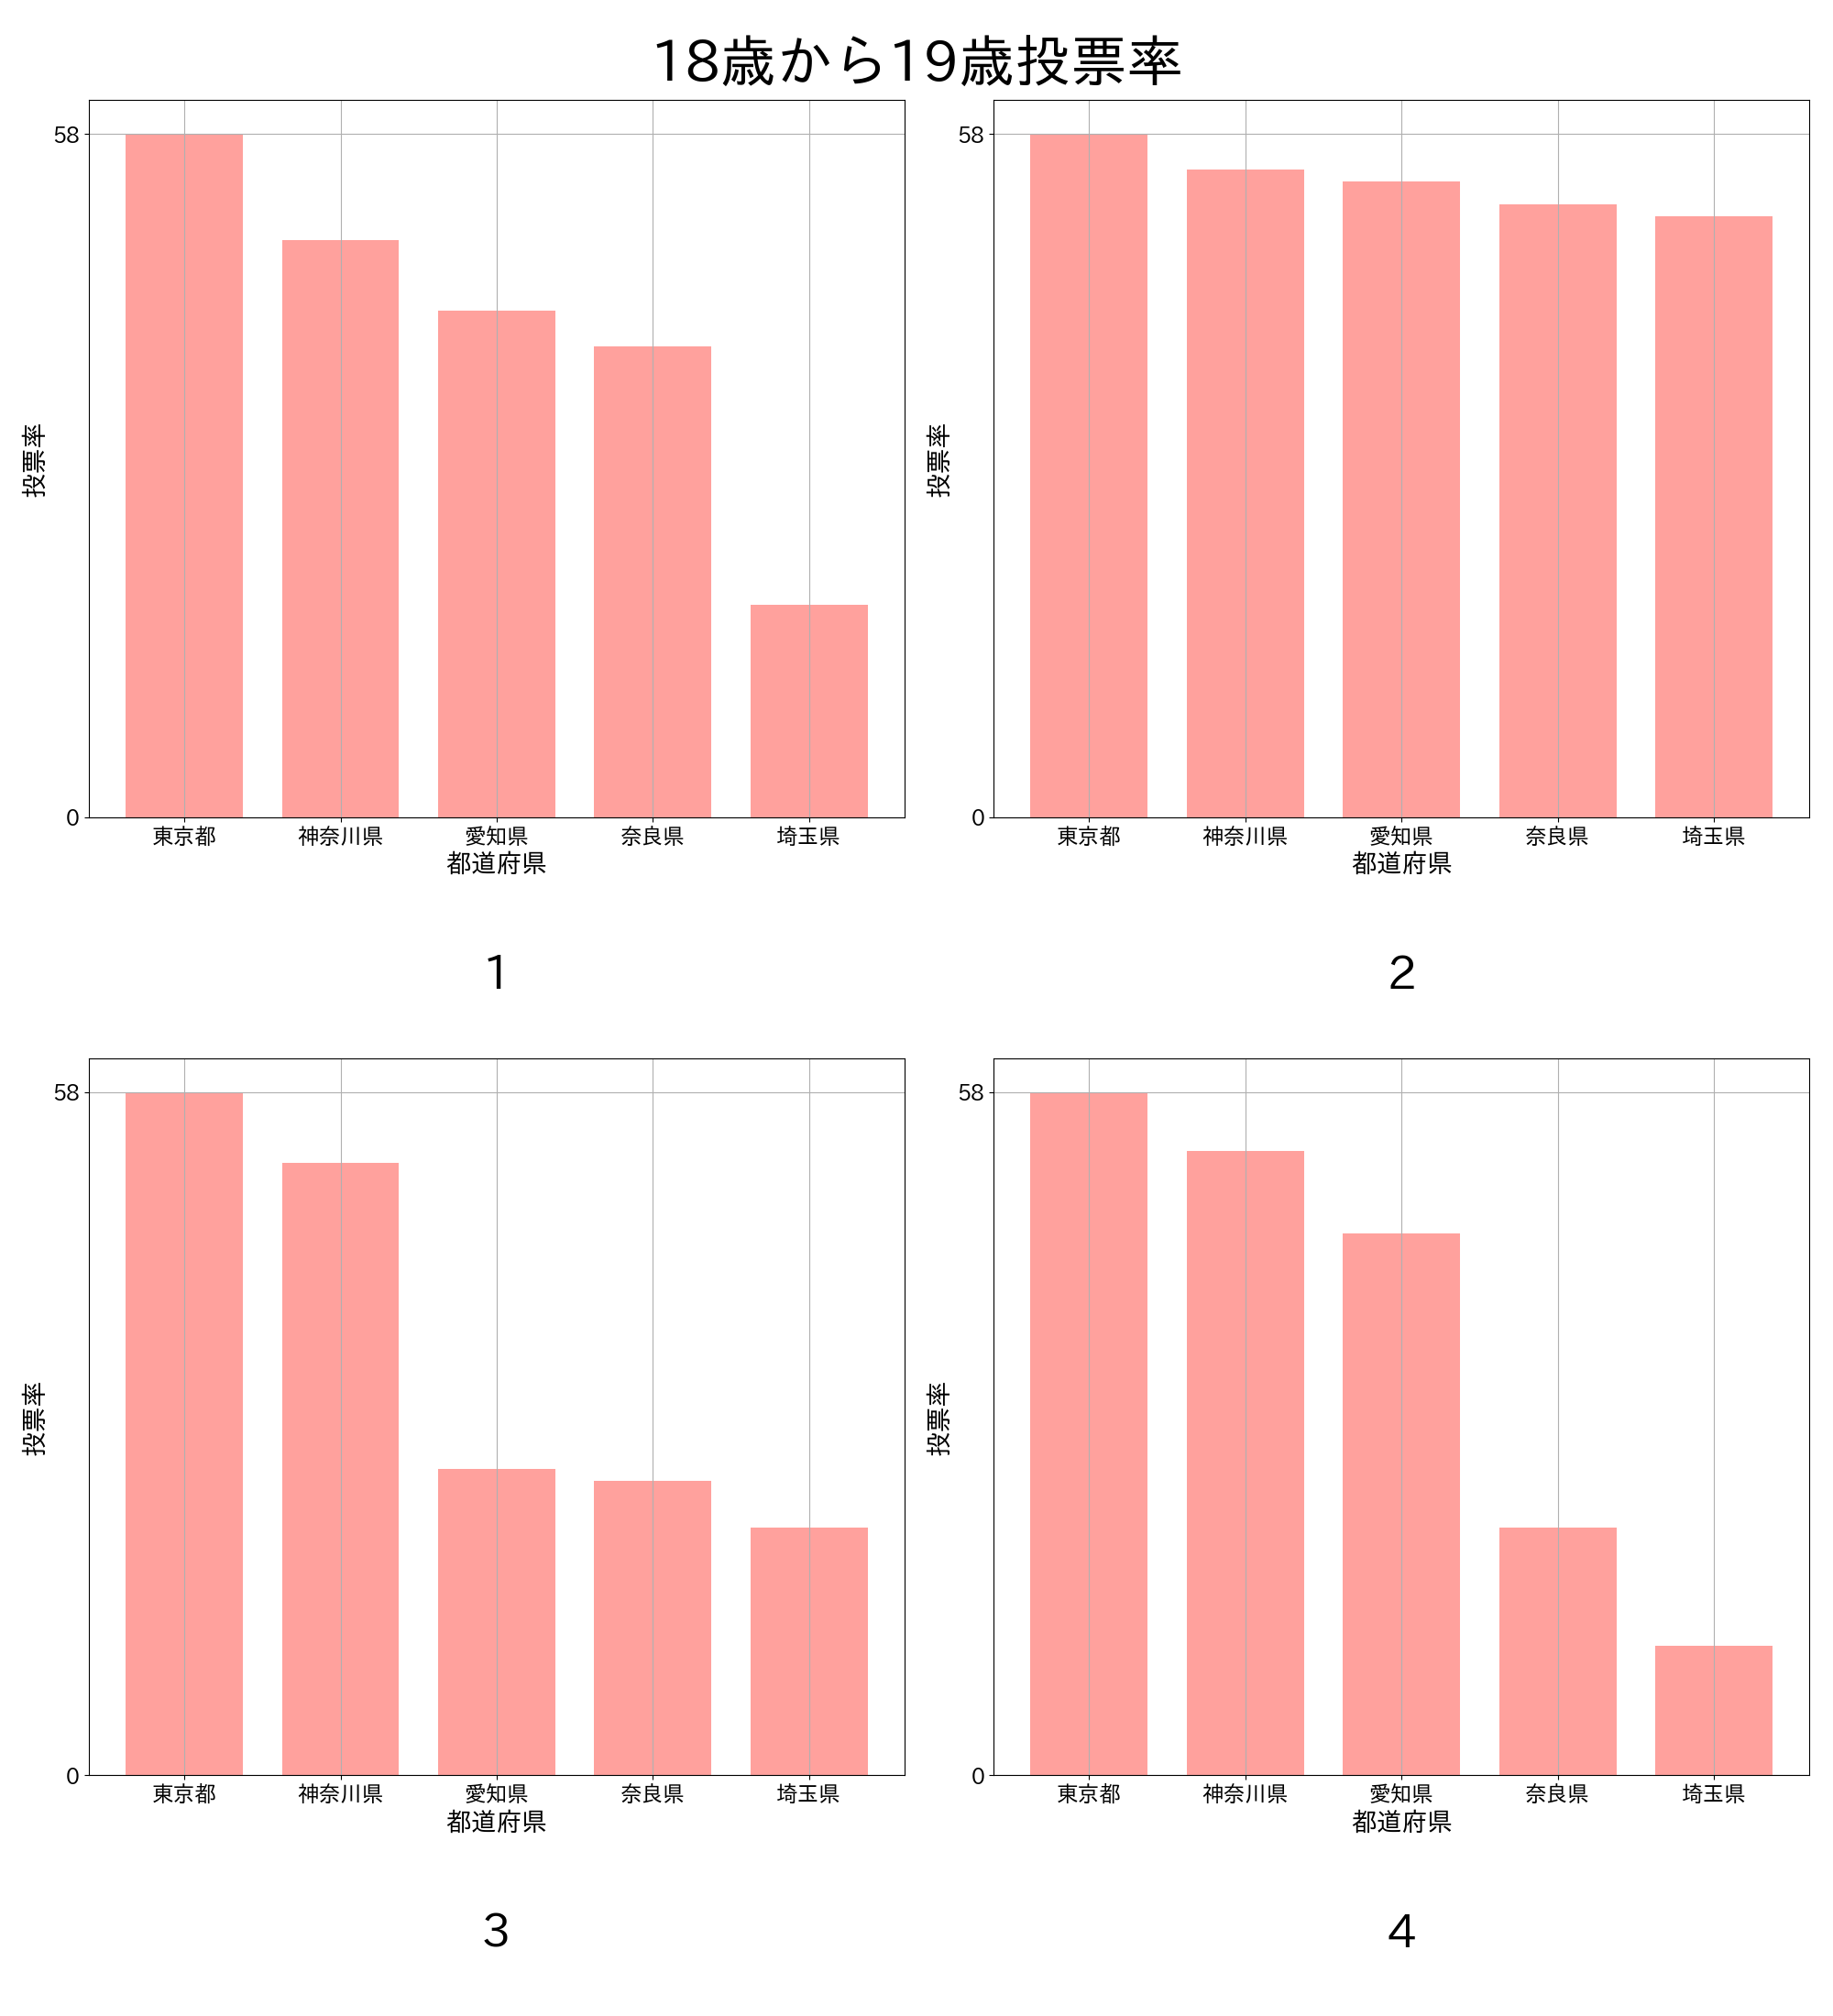 18歳から19歳投票率
58
0
投票率
東京都 神奈川県 愛知県 奈良県 埼玉県
都道府県
1
58
0
投票率
東京都 神奈川県 愛知県 奈良県 埼玉県
都道府県
2
58
0
投票率
東京都 神奈川県 愛知県 奈良県 埼玉県
都道府県
3
58
0
投票率
東京都 神奈川県 愛知県 奈良県 埼玉県
都道府県
4